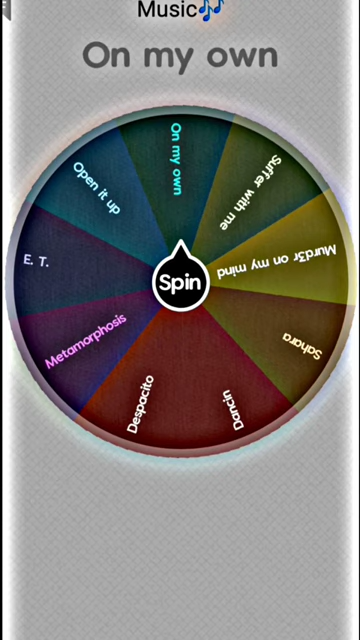 Music🎶
On my own
On my own
Suffer with me
Murd3r on my mind
Sahara
Dancin
Despacito
Metamorphosis
E. T.
Open it up
Spin